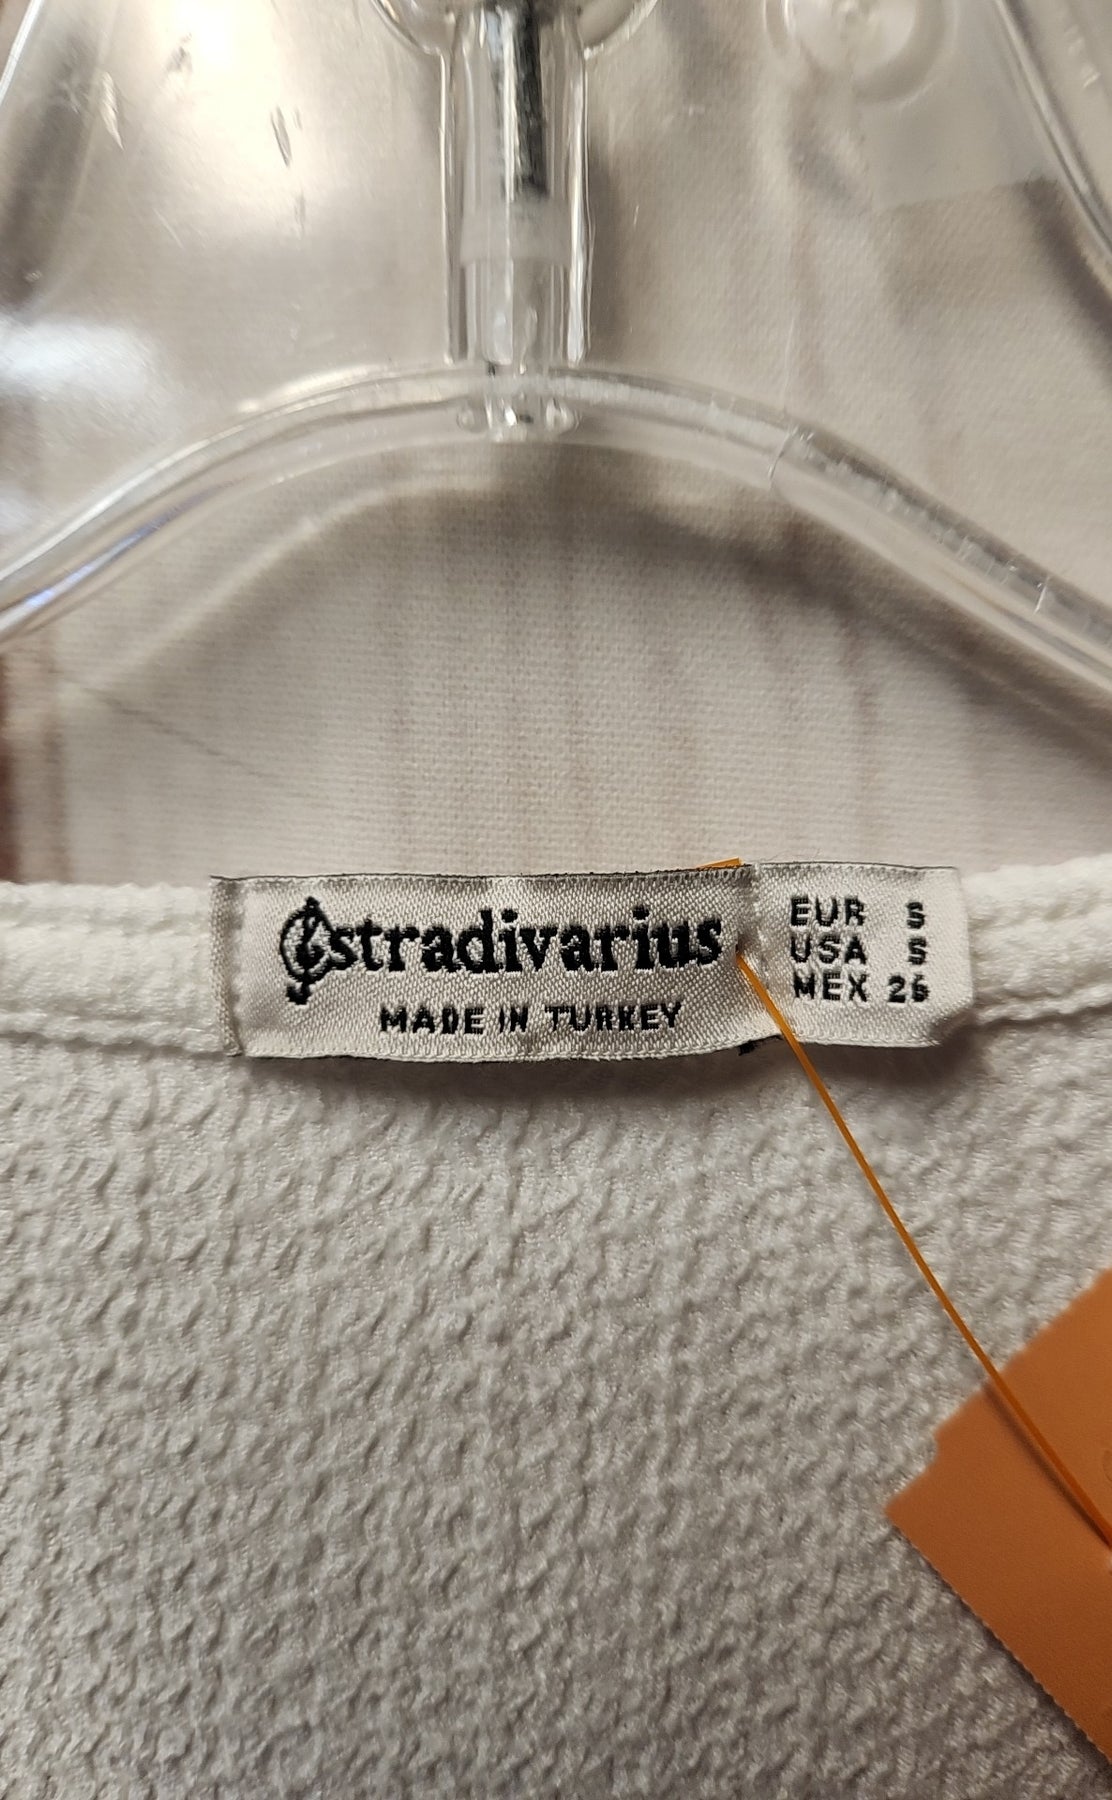 stradivarius
MADE IN TURKEY
EUR S
USA S
MEX 26